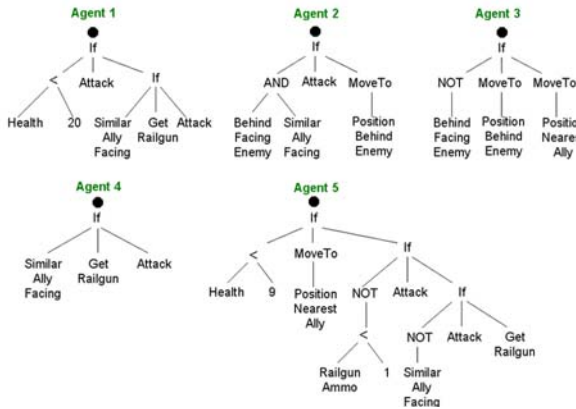 Agent 1
Agent 2
Agent 3
If
If
If
<
Attack
If
AND
Attack
MoveTo
NOT
MoveTo
MoveTo
Health
20
Similar
Ally
Facing
Get
Railgun
Attack
Behind
Facing
Enemy
Similar
Ally
Facing
Position
Behind
Enemy
Behind
Facing
Enemy
Position
Behind
Enemy
Position
Nearest
Ally
Agent 4
Agent 5
If
If
Similar
Ally
Facing
Get
Railgun
Attack
<
MoveTo
If
Health
9
Position
Nearest
Ally
NOT
Attack
If
<
NOT
Attack
Get
Railgun
Railgun
Ammo
1
Similar
Ally
Facing